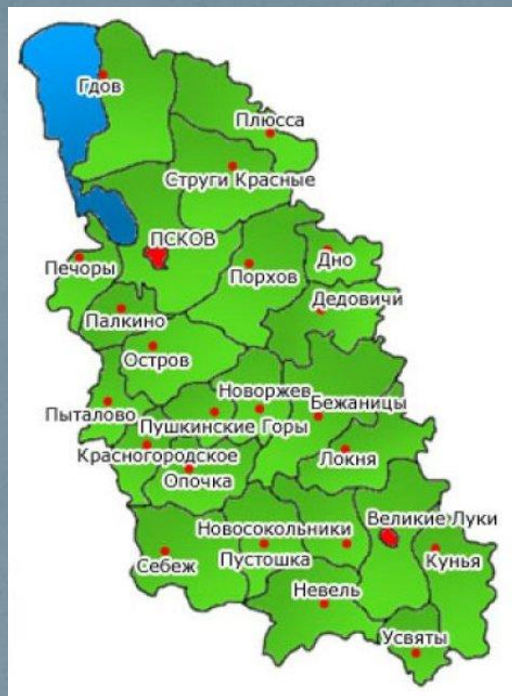 Гдов
Плюсса
Струги Красные
ПСКОВ
Печоры
Порхов
Дно
Дедовичи
Палкино
Остров
Новоржев
Бежаницы
Пыталово
Пушкинские Горы
Красногородское
Локня
Опочка
Великие Луки
Новосокольники
Себеж
Пустошка
Кунья
Невель
Усвяты